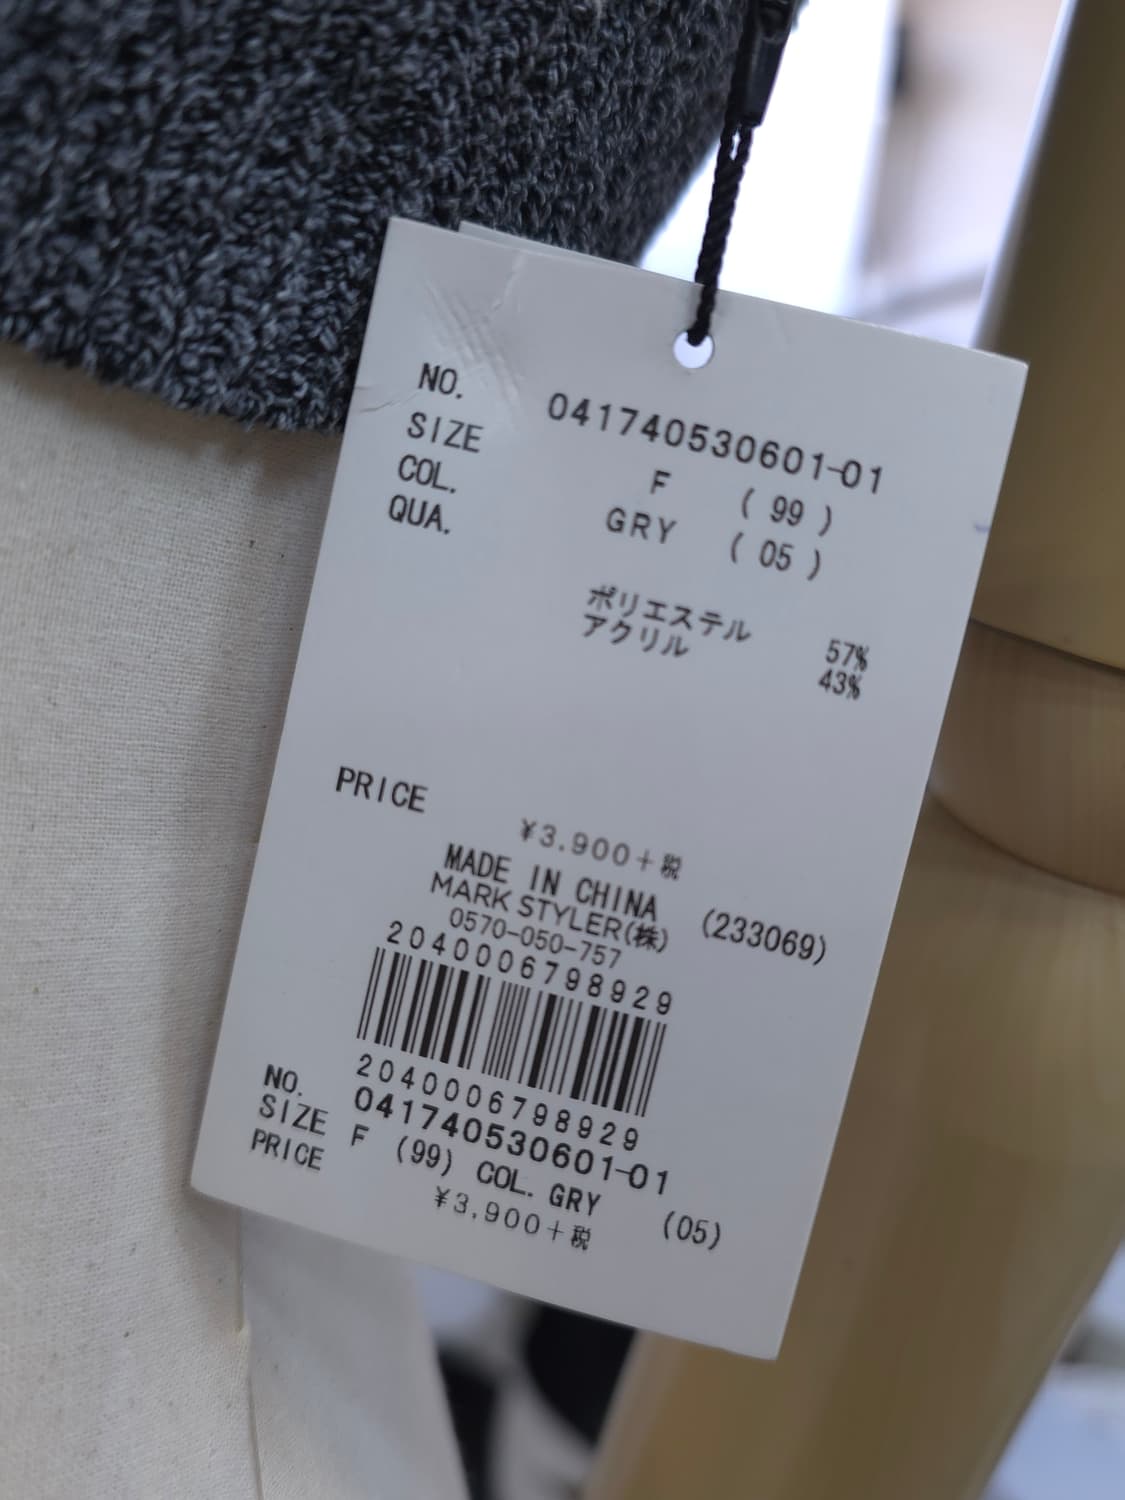 NO. 041740530601-01
SIZE F (99)
COL. GRY (05)
QUA.
ポリエステル 57%
アクリル 43%
PRICE
¥3,900+税
MADE IN CHINA
MARK STYLER(株) (233069)
0570-050-757
2040006798929
2040006798929
NO. 041740530601-01
SIZE F (99) COL. GRY (05)
PRICE ¥3,900+税